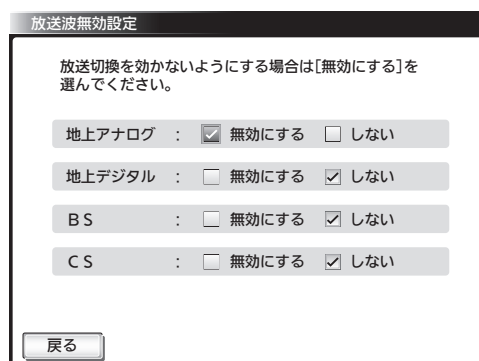 放送波無効設定
放送切換を効かないようにする場合は[無効にする]を
選んでください。
地上アナログ : 無効にする しない
地上デジタル : 無効にする しない
BS : 無効にする しない
CS : 無効にする しない
戻る